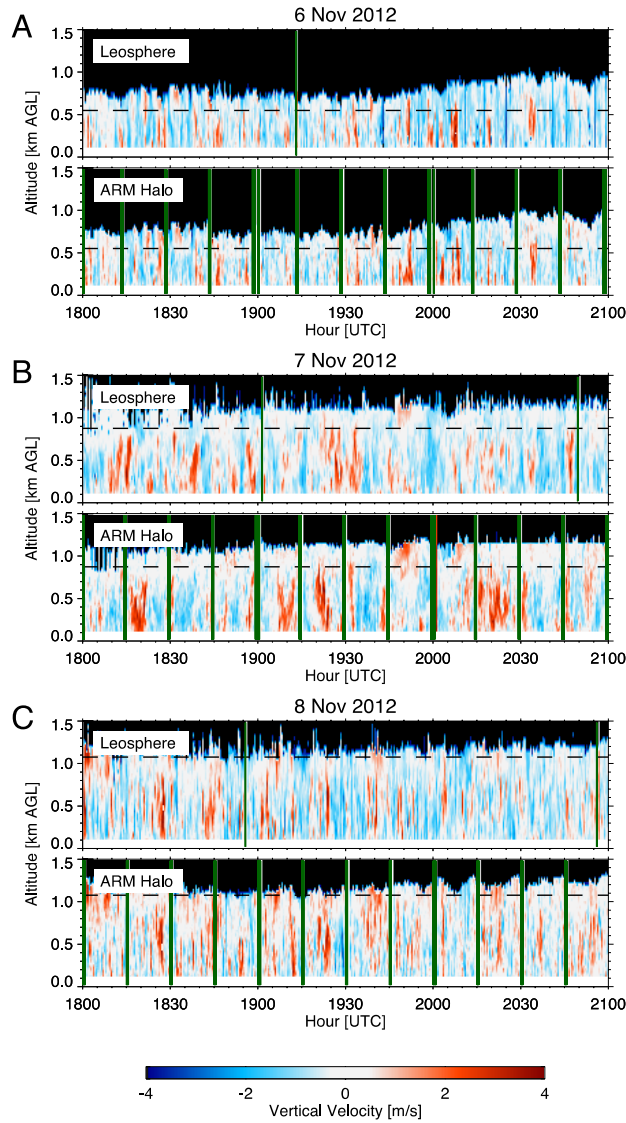 6 Nov 2012
A
Leosphere
1.5
1.0
0.5
0.0
Altitude [km AGL]
ARM Halo
1.5
1.0
0.5
0.0
1800 1830 1900 1930 2000 2030 2100
Hour [UTC]
7 Nov 2012
B
Leosphere
1.5
1.0
0.5
0.0
Altitude [km AGL]
ARM Halo
1.5
1.0
0.5
0.0
1800 1830 1900 1930 2000 2030 2100
Hour [UTC]
8 Nov 2012
C
Leosphere
1.5
1.0
0.5
0.0
Altitude [km AGL]
ARM Halo
1.5
1.0
0.5
0.0
1800 1830 1900 1930 2000 2030 2100
Hour [UTC]
-4 -2 0 2 4
Vertical Velocity [m/s]